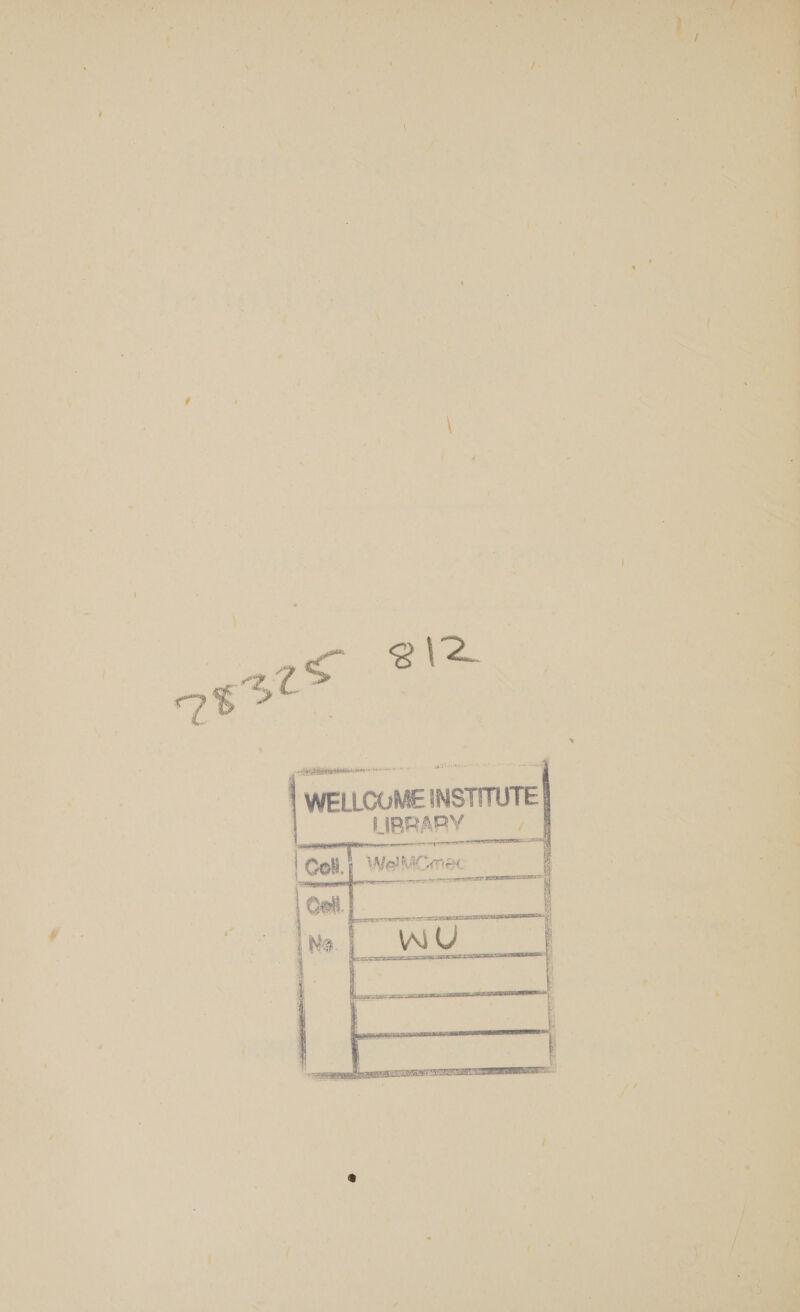 78325 812
WELLCOME INSTITUTE
LIBRARY
Coll. WelMOmec
Call
No. WU